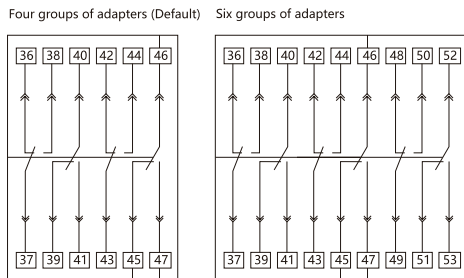 Four groups of adapters (Default) Six groups of adapters
36 38 40 42 44 46 36 38 40 42 44 46 48 50 52
37 39 41 43 45 47 37 39 41 43 45 47 49 51 53